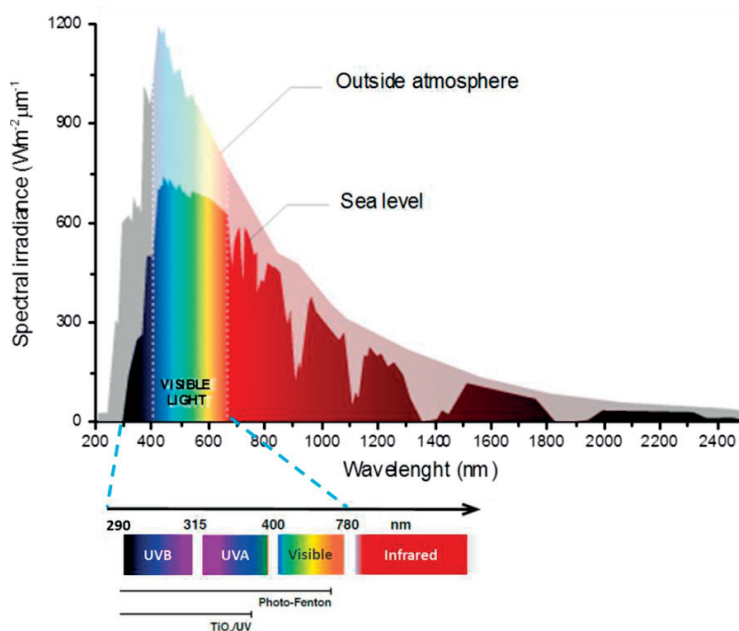 1200
900
600
300
0
Spectral irradiance (Wm⁻²μm⁻¹)
Outside atmosphere
Sea level
VISIBLE
LIGHT
200 400 600 800 1000 1200 1400 1600 1800 2000 2200 2400
Wavelenght (nm)
290 315 400 780 nm
UVB UVA Visible Infrared
Photo-Fenton
TiO₂/UV